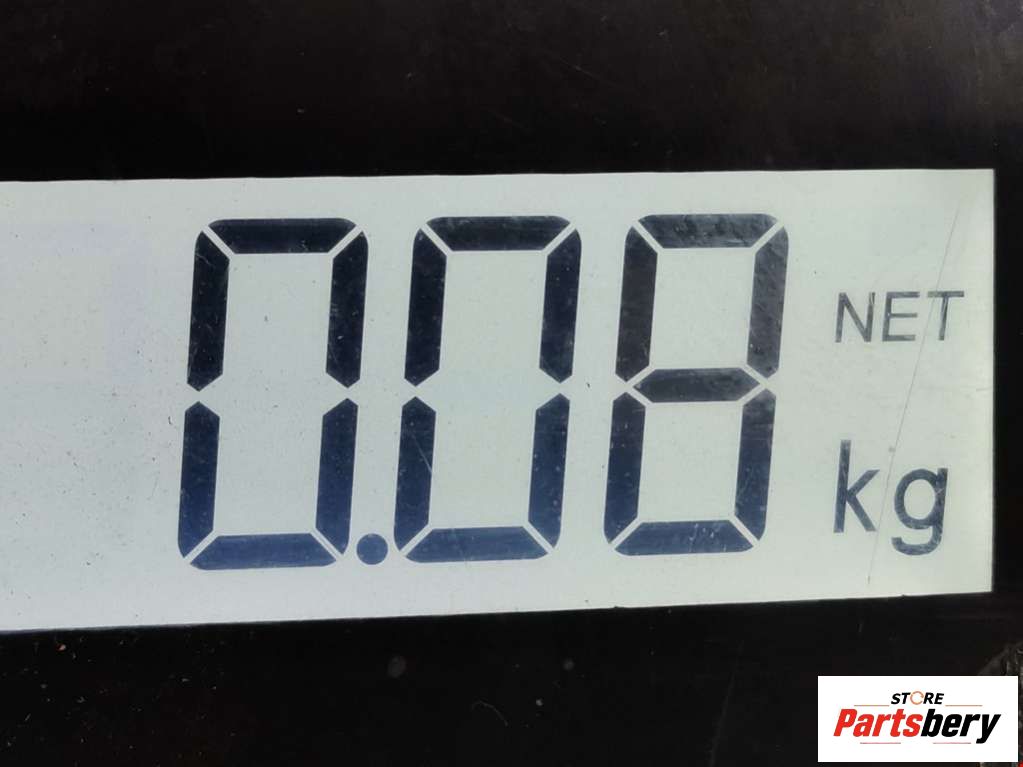 0.08
NET
kg
STORE
Partsbery